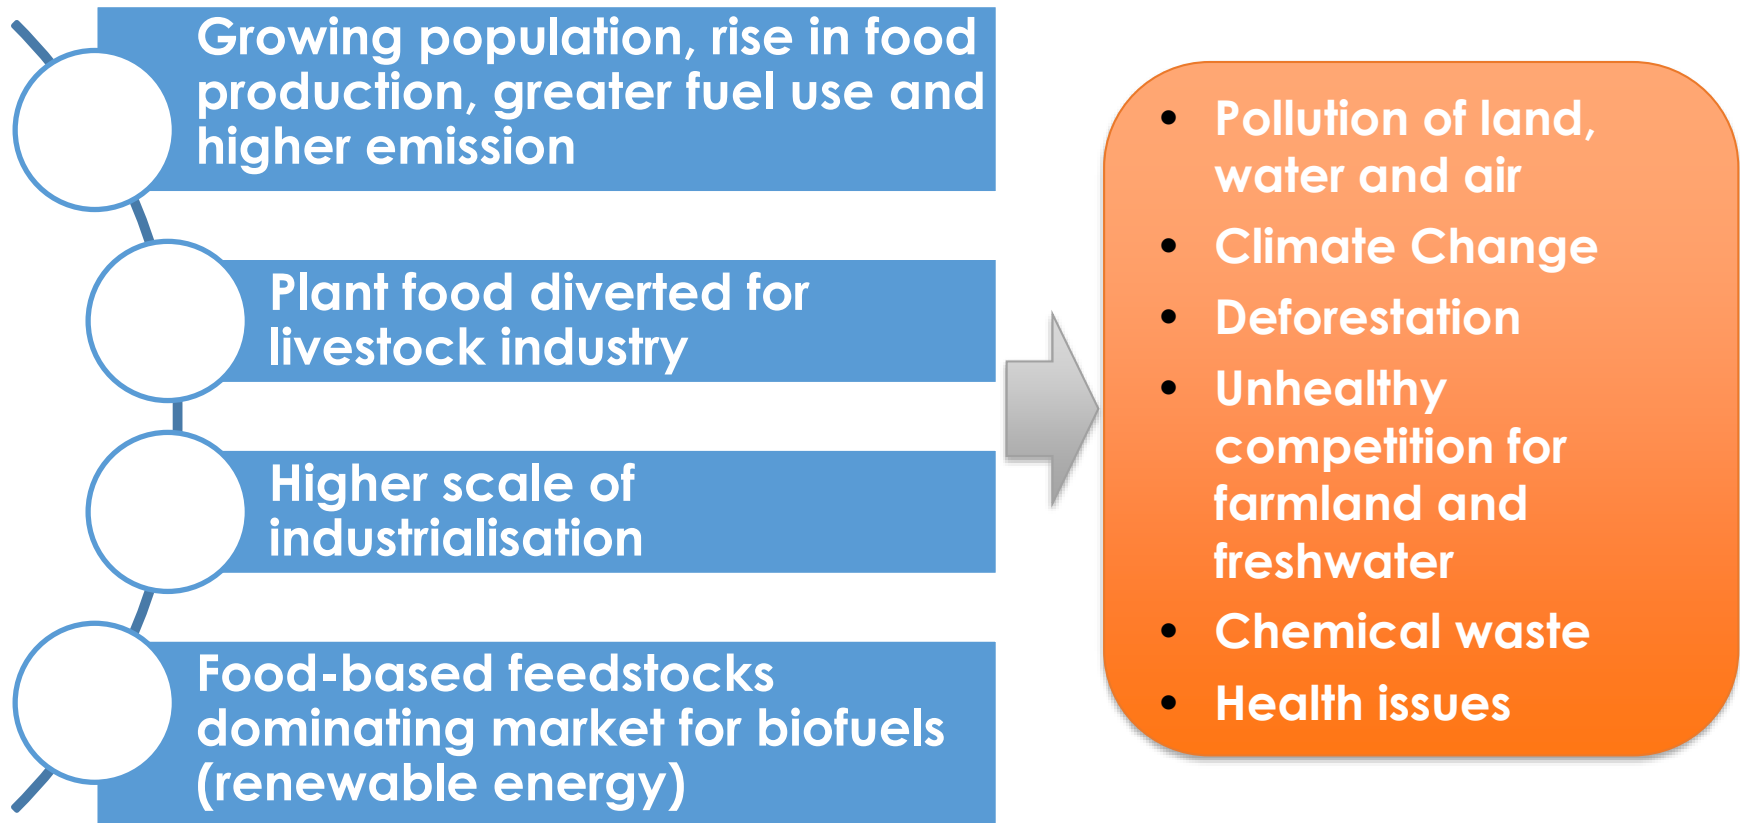 Growing population, rise in food
production, greater fuel use and
higher emission
Plant food diverted for
livestock industry
Higher scale of
industrialisation
Food-based feedstocks
dominating market for biofuels
(renewable energy)
• Pollution of land,
water and air
• Climate Change
• Deforestation
• Unhealthy
competition for
farmland and
freshwater
• Chemical waste
• Health issues